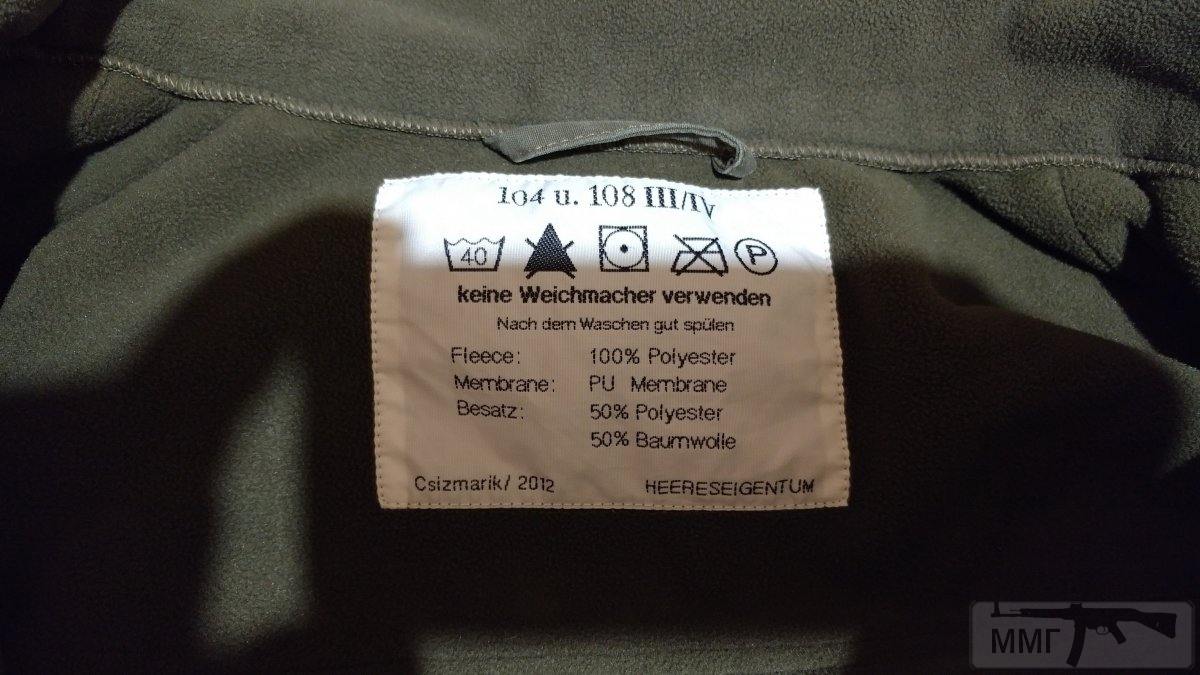 104 u. 108 III/IV
40 P
keine Weichmacher verwenden
Nach dem Waschen gut spülen
Fleece: 100% Polyester
Membrane: PU Membrane
Besatz: 50% Polyester
50% Baumwolle
Csizmarik/ 2012 HEERESEIGENTUM
ММГ